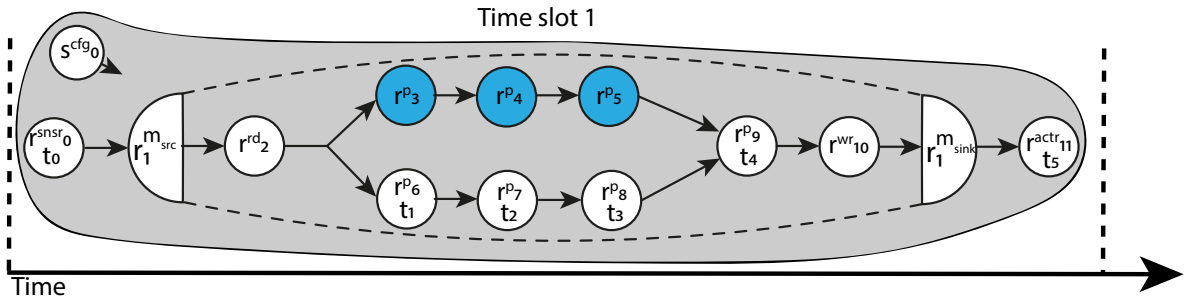 Time slot 1
S^cfg_0
r^snsr_0
t_0
r_1^m_src
r^rd_2
r^p_3
r^p_4
r^p_5
r^p_6
t_1
r^p_7
t_2
r^p_8
t_3
r^p_9
t_4
r^wr_10
r_1^m_sink
r^actr_11
t_5
Time